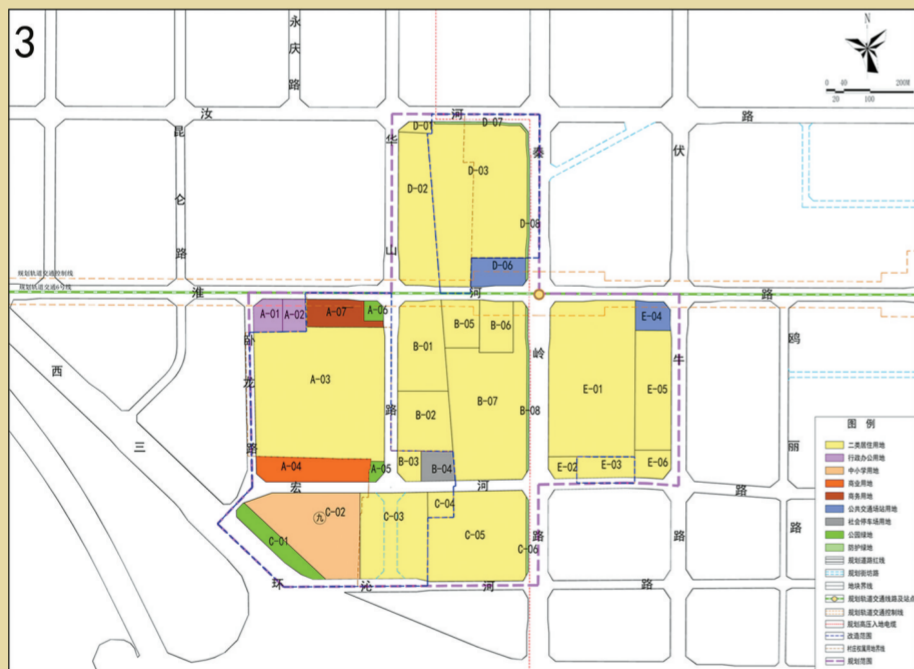 3
永庆路
N
0 40 200M
20 100
汝河路
昆仑路
华山路
秦岭路
伏牛路
D-01
D-07
D-03
D-02
D-08
D-06
规划轨道交通控制线
规划轨道交通6号线
淮河路
A-01
A-02
A-07
A-06
B-05
B-06
E-04
卧龙路
西三环
鸥丽路
A-03
B-01
E-01
E-05
B-02
B-07
B-08
A-04
A-05
B-03
B-04
E-02
E-03
E-06
宏河路
C-02
九
C-03
C-04
C-05
C-01
C-06
沁河路
图例
二类居住用地
行政办公用地
中小学用地
商业用地
商务用地
公共交通场站用地
社会停车场用地
公园绿地
防护绿地
规划道路红线
规划街坊路
地块界线
规划轨道交通线路及站点
规划轨道交通控制线
规划高压入地电缆
改造范围
村庄权属用地界线
规划范围